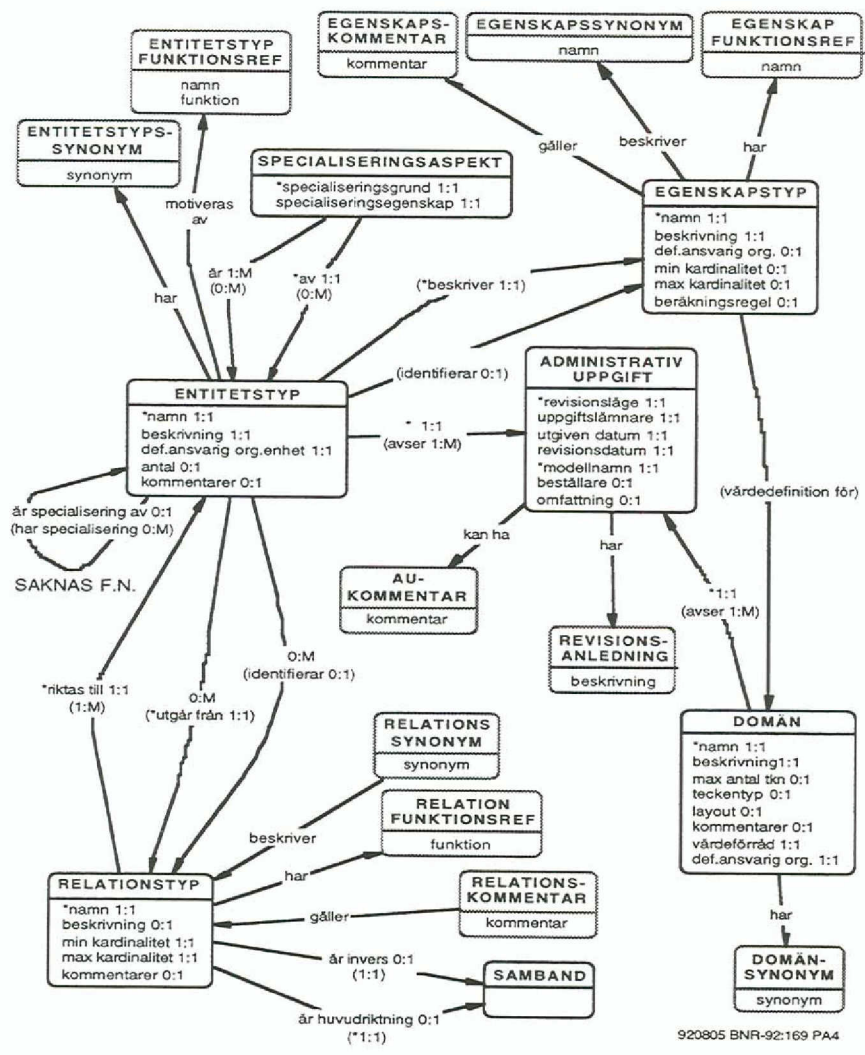 EGENSKAPS-
KOMMENTAR
kommentar
EGENSKAPSSYNONYM
namn
EGENSKAP
FUNKTIONSREF
namn
ENTITETSTYP
FUNKTIONSREF
namn
funktion
ENTITETSTYPS-
SYNONYM
synonym
SPECIALISERINGSASPEKT
*specialiseringsgrund 1:1
specialiseringsegenskap 1:1
gäller
beskriver
har
EGENSKAPSTYP
*namn 1:1
beskrivning 1:1
def.ansvarig org. 0:1
min kardinalitet 0:1
max kardinalitet 0:1
beräkningsregel 0:1
motiveras
av
har
är 1:M
(0:M)
*av 1:1
(0:M)
(*beskriver 1:1)
(identifierar 0:1)
ENTITETSTYP
*namn 1:1
beskrivning 1:1
def.ansvarig org.enhet 1:1
antal 0:1
kommentarer 0:1
* 1:1
(avser 1:M)
ADMINISTRATIV
UPPGIFT
*revisionsläge 1:1
uppgiftslämnare 1:1
utgiven datum 1:1
revisionsdatum 1:1
*modellnamn 1:1
beställare 0:1
omfattning 0:1
(värdedefinition för)
är specialisering av 0:1
(har specialisering 0:M)
SAKNAS F.N.
kan ha
har
AU-
KOMMENTAR
kommentar
*1:1
(avser 1:M)
REVISIONS-
ANLEDNING
beskrivning
*riktas till 1:1
(1:M)
0:M
(*utgår från 1:1)
0:M
(identifierar 0:1)
RELATIONS
SYNONYM
synonym
DOMÄN
*namn 1:1
beskrivning1:1
max antal tkn 0:1
teckentyp 0:1
layout 0:1
kommentarer 0:1
värdeförråd 1:1
def.ansvarig org. 1:1
beskriver
RELATION
FUNKTIONSREF
funktion
har
RELATIONSTYP
*namn 1:1
beskrivning 0:1
min kardinalitet 1:1
max kardinalitet 1:1
kommentarer 0:1
gäller
RELATIONS-
KOMMENTAR
kommentar
är invers 0:1
(1:1)
SAMBAND
är huvudriktning 0:1
(*1:1)
har
DOMÄN-
SYNONYM
synonym
920805 BNR-92:169 PA4